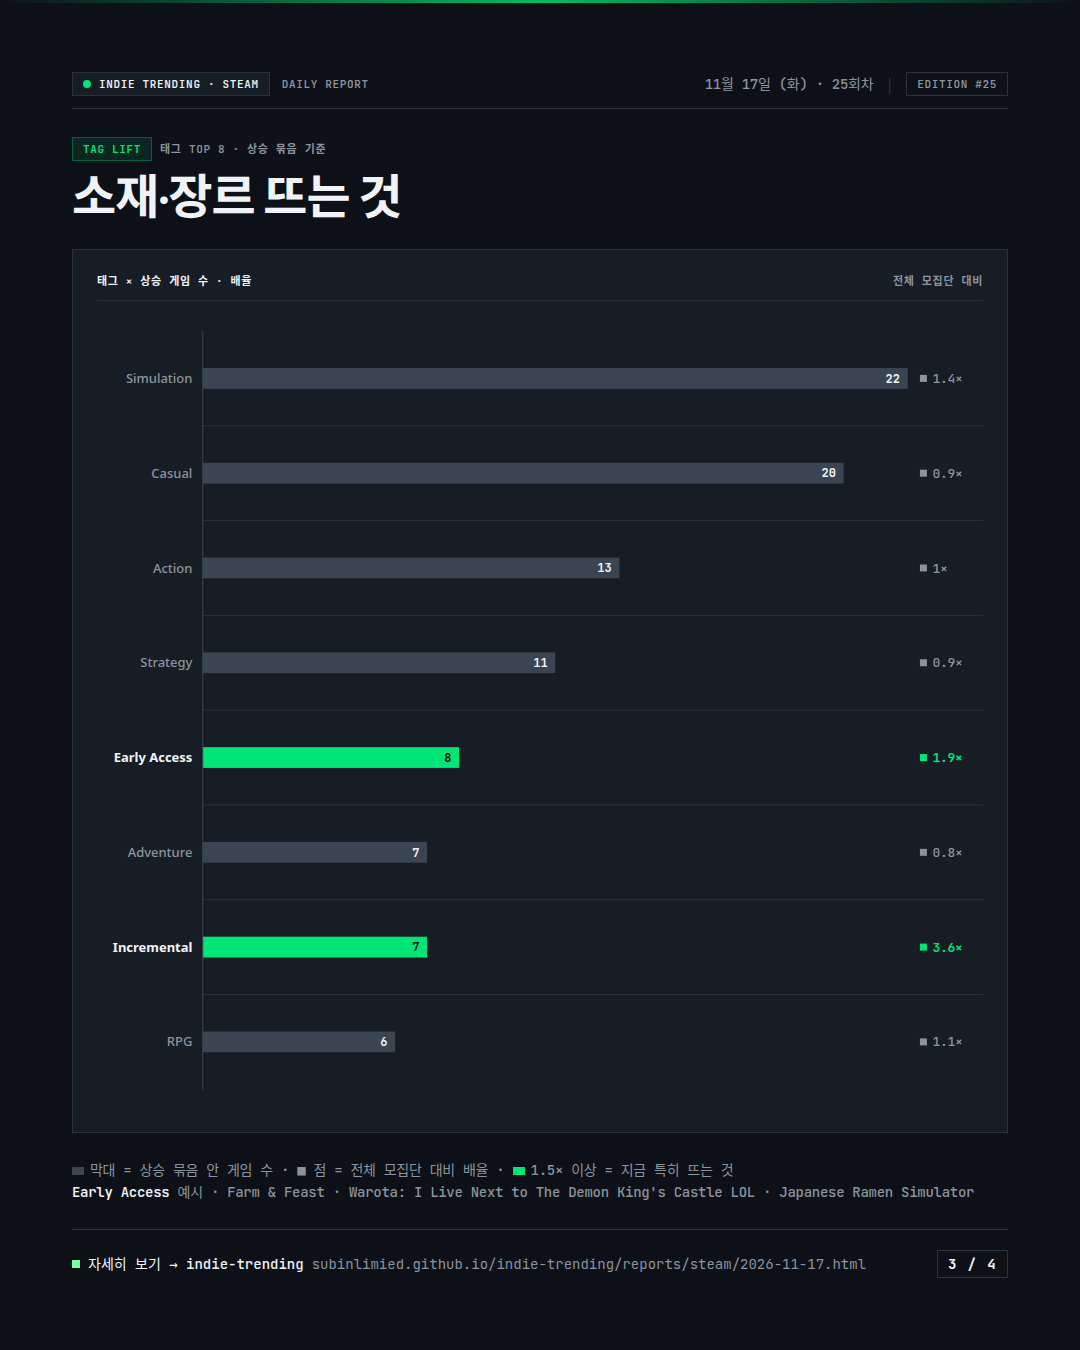 INDIE TRENDING · STEAM DAILY REPORT 11월 17일 (화) · 25회차 EDITION #25
TAG LIFT 태그 TOP 8 · 상승 묶음 기준
소재·장르 뜨는 것
태그 × 상승 게임 수 · 배율 전체 모집단 대비
Simulation 22 1.4×
Casual 20 0.9×
Action 13 1×
Strategy 11 0.9×
Early Access 8 1.9×
Adventure 7 0.8×
Incremental 7 3.6×
RPG 6 1.1×
막대 = 상승 묶음 안 게임 수 · ■ 점 = 전체 모집단 대비 배율 · 1.5× 이상 = 지금 특히 뜨는 것
Early Access 예시 · Farm & Feast · Warota: I Live Next to The Demon King's Castle LOL · Japanese Ramen Simulator
자세히 보기 → indie-trending subinlimied.github.io/indie-trending/reports/steam/2026-11-17.html 3 / 4